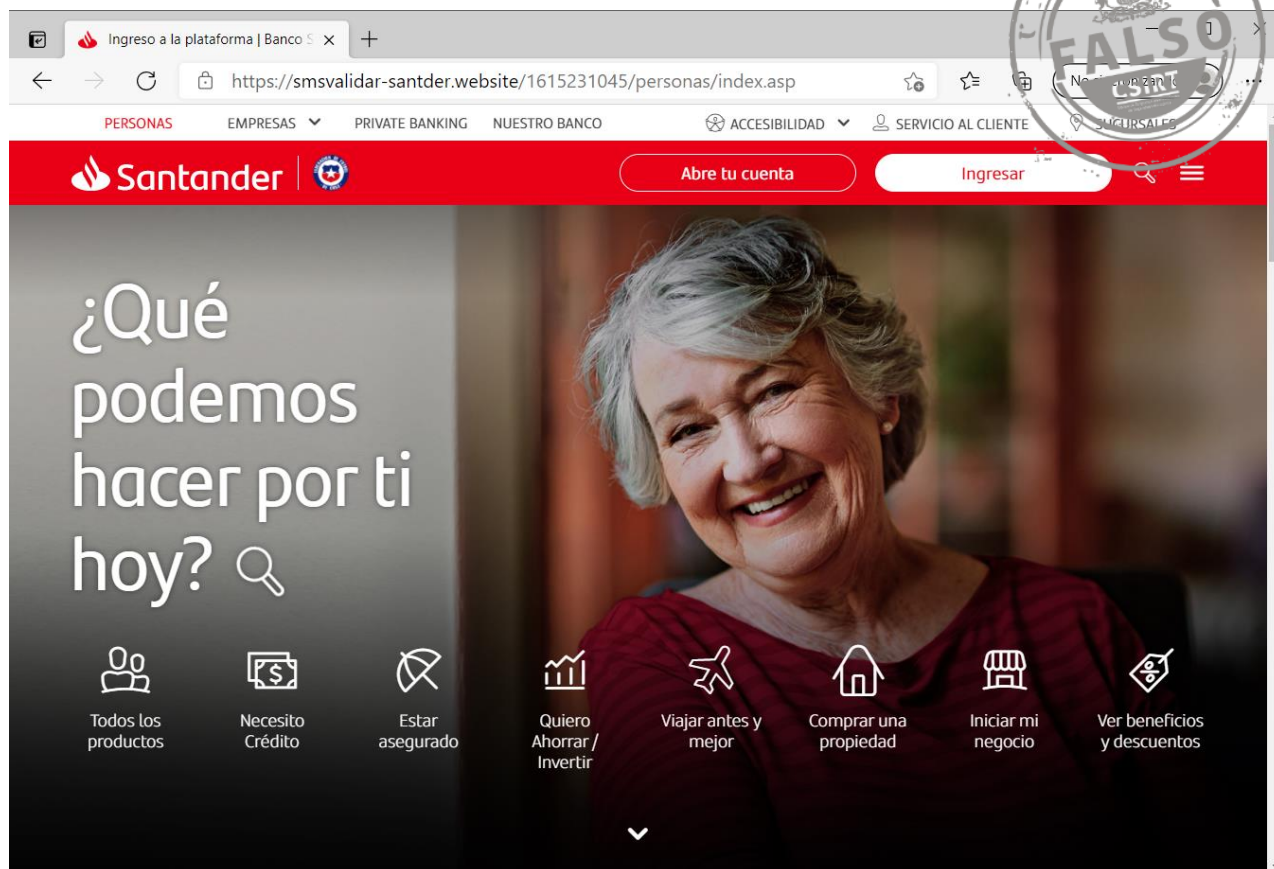 Ingreso a la plataforma | Banco S
https://smsvalidar-santder.website/1615231045/personas/index.asp
FALSO
CSIRT
PERSONAS EMPRESAS PRIVATE BANKING NUESTRO BANCO ACCESIBILIDAD SERVICIO AL CLIENTE SUCURSALES
Santander Abre tu cuenta Ingresar
¿Qué
podemos
hacer por ti
hoy?
Todos los
productos
Necesito
Crédito
Estar
asegurado
Quiero
Ahorrar /
Invertir
Viajar antes y
mejor
Comprar una
propiedad
Iniciar mi
negocio
Ver beneficios
y descuentos